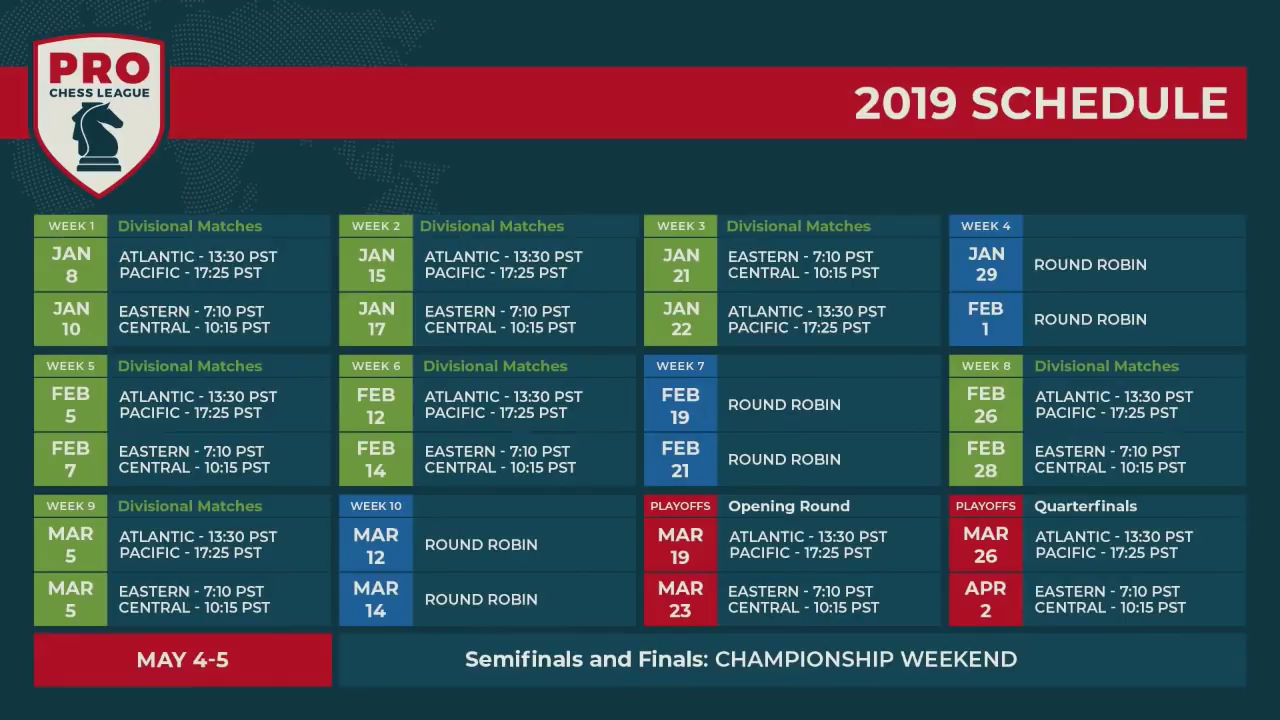 PRO
CHESS LEAGUE
2019 SCHEDULE
WEEK 1 Divisional Matches
JAN 8
ATLANTIC - 13:30 PST
PACIFIC - 17:25 PST
JAN 10
EASTERN - 7:10 PST
CENTRAL - 10:15 PST
WEEK 2 Divisional Matches
JAN 15
ATLANTIC - 13:30 PST
PACIFIC - 17:25 PST
JAN 17
EASTERN - 7:10 PST
CENTRAL - 10:15 PST
WEEK 3 Divisional Matches
JAN 21
EASTERN - 7:10 PST
CENTRAL - 10:15 PST
JAN 22
ATLANTIC - 13:30 PST
PACIFIC - 17:25 PST
WEEK 4
JAN 29
ROUND ROBIN
FEB 1
ROUND ROBIN
WEEK 5 Divisional Matches
FEB 5
ATLANTIC - 13:30 PST
PACIFIC - 17:25 PST
FEB 7
EASTERN - 7:10 PST
CENTRAL - 10:15 PST
WEEK 6 Divisional Matches
FEB 12
ATLANTIC - 13:30 PST
PACIFIC - 17:25 PST
FEB 14
EASTERN - 7:10 PST
CENTRAL - 10:15 PST
WEEK 7
FEB 19
ROUND ROBIN
FEB 21
ROUND ROBIN
WEEK 8 Divisional Matches
FEB 26
ATLANTIC - 13:30 PST
PACIFIC - 17:25 PST
FEB 28
EASTERN - 7:10 PST
CENTRAL - 10:15 PST
WEEK 9 Divisional Matches
MAR 5
ATLANTIC - 13:30 PST
PACIFIC - 17:25 PST
MAR 5
EASTERN - 7:10 PST
CENTRAL - 10:15 PST
WEEK 10
MAR 12
ROUND ROBIN
MAR 14
ROUND ROBIN
PLAYOFFS Opening Round
MAR 19
ATLANTIC - 13:30 PST
PACIFIC - 17:25 PST
MAR 23
EASTERN - 7:10 PST
CENTRAL - 10:15 PST
PLAYOFFS Quarterfinals
MAR 26
ATLANTIC - 13:30 PST
PACIFIC - 17:25 PST
APR 2
EASTERN - 7:10 PST
CENTRAL - 10:15 PST
MAY 4-5
Semifinals and Finals: CHAMPIONSHIP WEEKEND